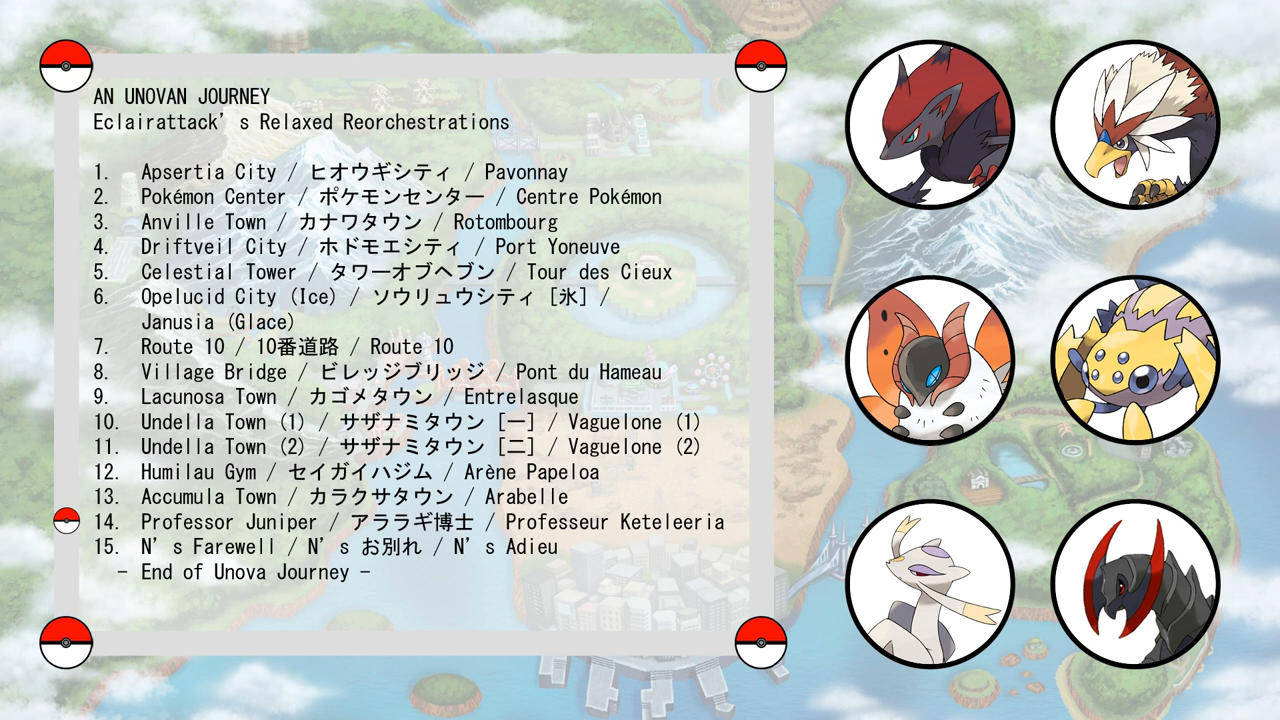 AN UNOVAN JOURNEY
Eclairattack’s Relaxed Reorchestrations
1. Apsertia City / ヒオウギシティ / Pavonnay
2. Pokémon Center / ポケモンセンター / Centre Pokémon
3. Anville Town / カナワタウン / Rotombourg
4. Driftveil City / ホドモエシティ / Port Yoneuve
5. Celestial Tower / タワーオブヘブン / Tour des Cieux
6. Opelucid City (Ice) / ソウリュウシティ [氷] /
Janusia (Glace)
7. Route 10 / 10番道路 / Route 10
8. Village Bridge / ビレッジブリッジ / Pont du Hameau
9. Lacunosa Town / カゴメタウン / Entrelasque
10. Undella Town (1) / サザナミタウン [一] / Vaguelone (1)
11. Undella Town (2) / サザナミタウン [二] / Vaguelone (2)
12. Humilau Gym / セイガイハジム / Arène Papeloa
13. Accumula Town / カラクサタウン / Arabelle
14. Professor Juniper / アララギ博士 / Professeur Keteleeria
15. N’s Farewell / N’s お別れ / N’s Adieu
- End of Unova Journey -